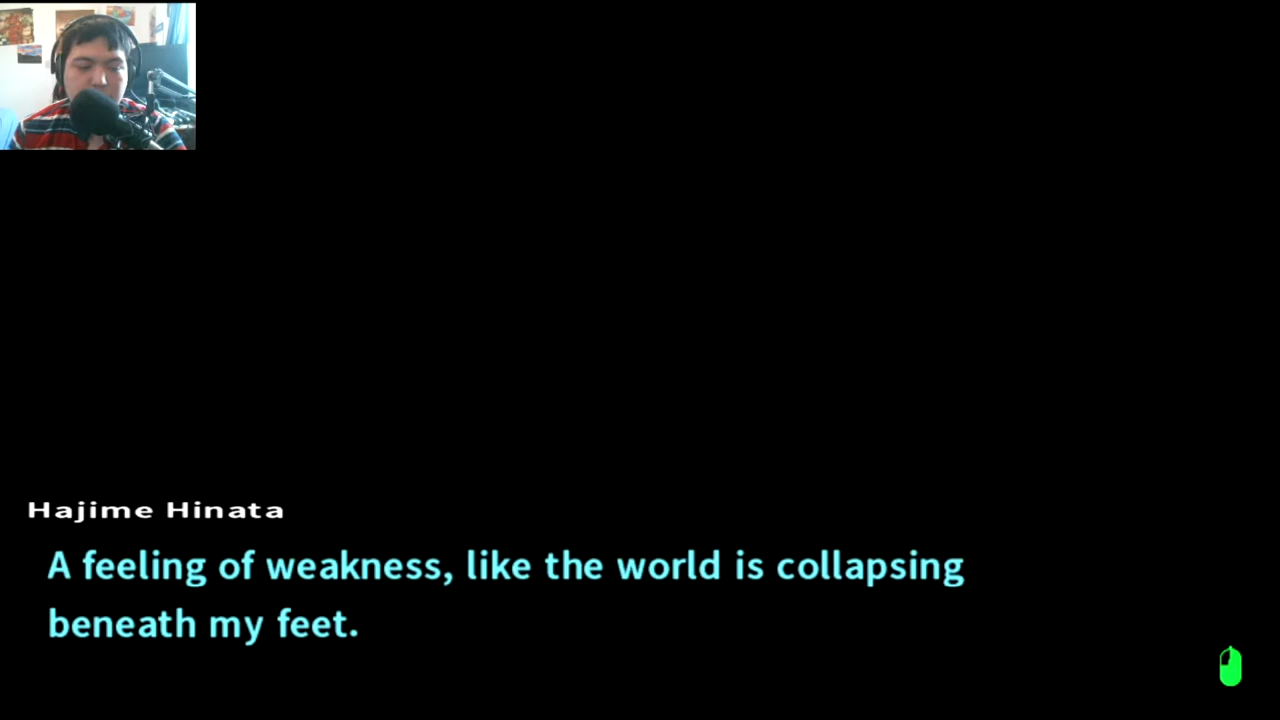 Hajime Hinata
A feeling of weakness, like the world is collapsing
beneath my feet.